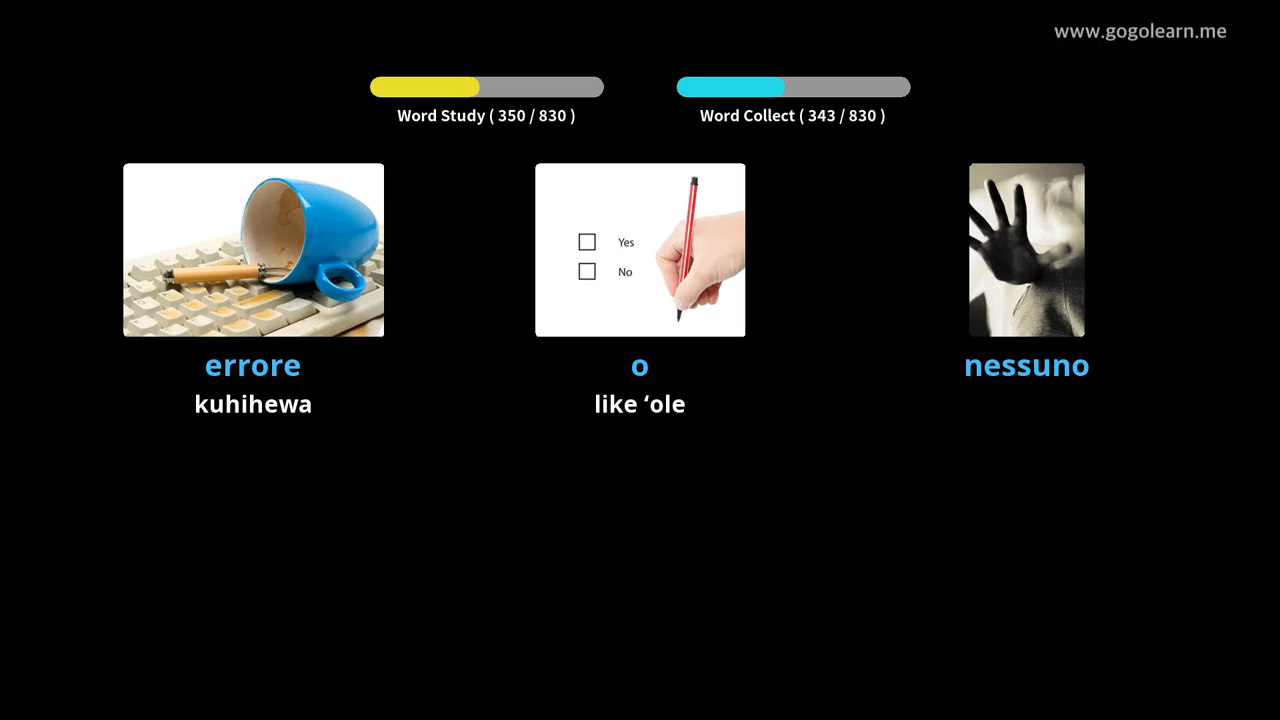 www.gogolearn.me
Word Study ( 350 / 830 )
Word Collect ( 343 / 830 )
Yes
No
errore
o
nessuno
kuhihewa
like ‘ole